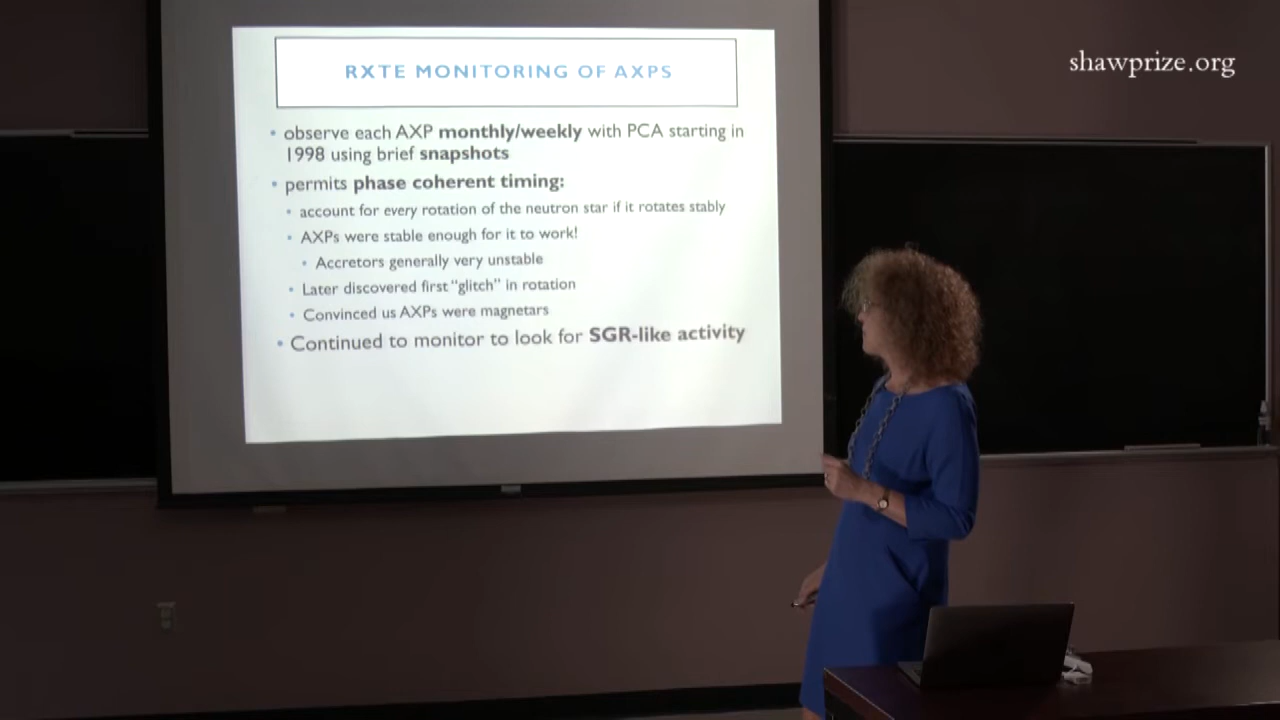 shawprize.org
RXTE MONITORING OF AXPS
• observe each AXP monthly/weekly with PCA starting in
1998 using brief snapshots
• permits phase coherent timing:
• account for every rotation of the neutron star if it rotates stably
• AXPs were stable enough for it to work!
• Accretors generally very unstable
• Later discovered first “glitch” in rotation
• Convinced us AXPs were magnetars
• Continued to monitor to look for SGR-like activity